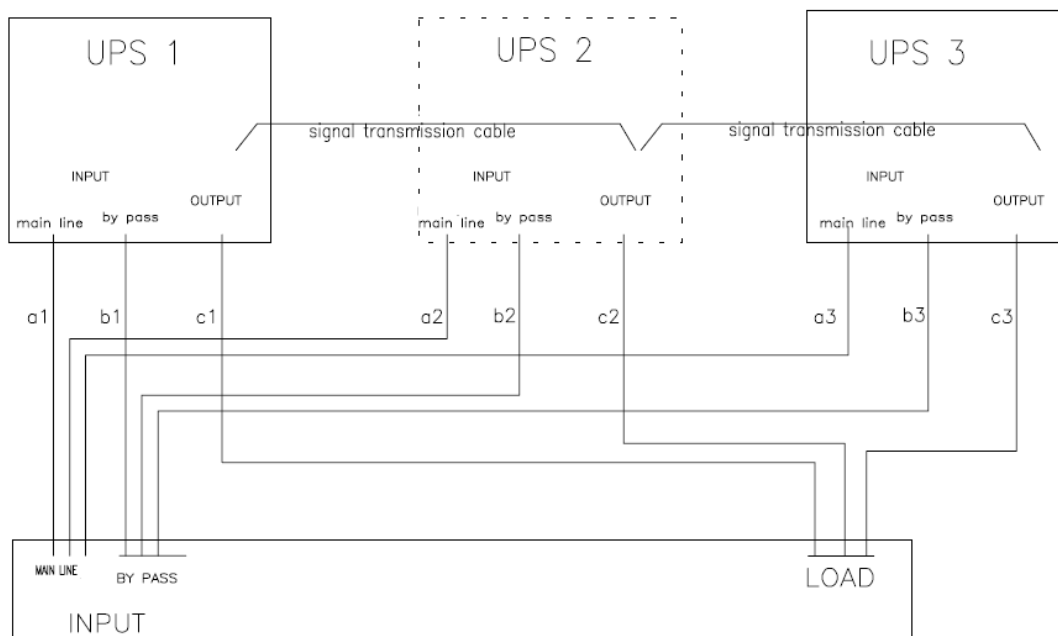 UPS 1
UPS 2
UPS 3
signal transmission cable
signal transmission cable
INPUT
OUTPUT
main line
by pass
INPUT
OUTPUT
main line
by pass
INPUT
OUTPUT
main line
by pass
a1
b1
c1
a2
b2
c2
a3
b3
c3
MAIN LINE
BY PASS
LOAD
INPUT